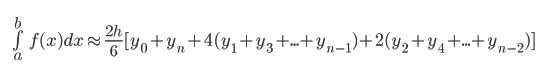 ∫_a^b f(x)dx ≈ 2h/6 [y_0 + y_n + 4(y_1 + y_3 + ... + y_{n−1}) + 2(y_2 + y_4 + ... + y_{n−2})]